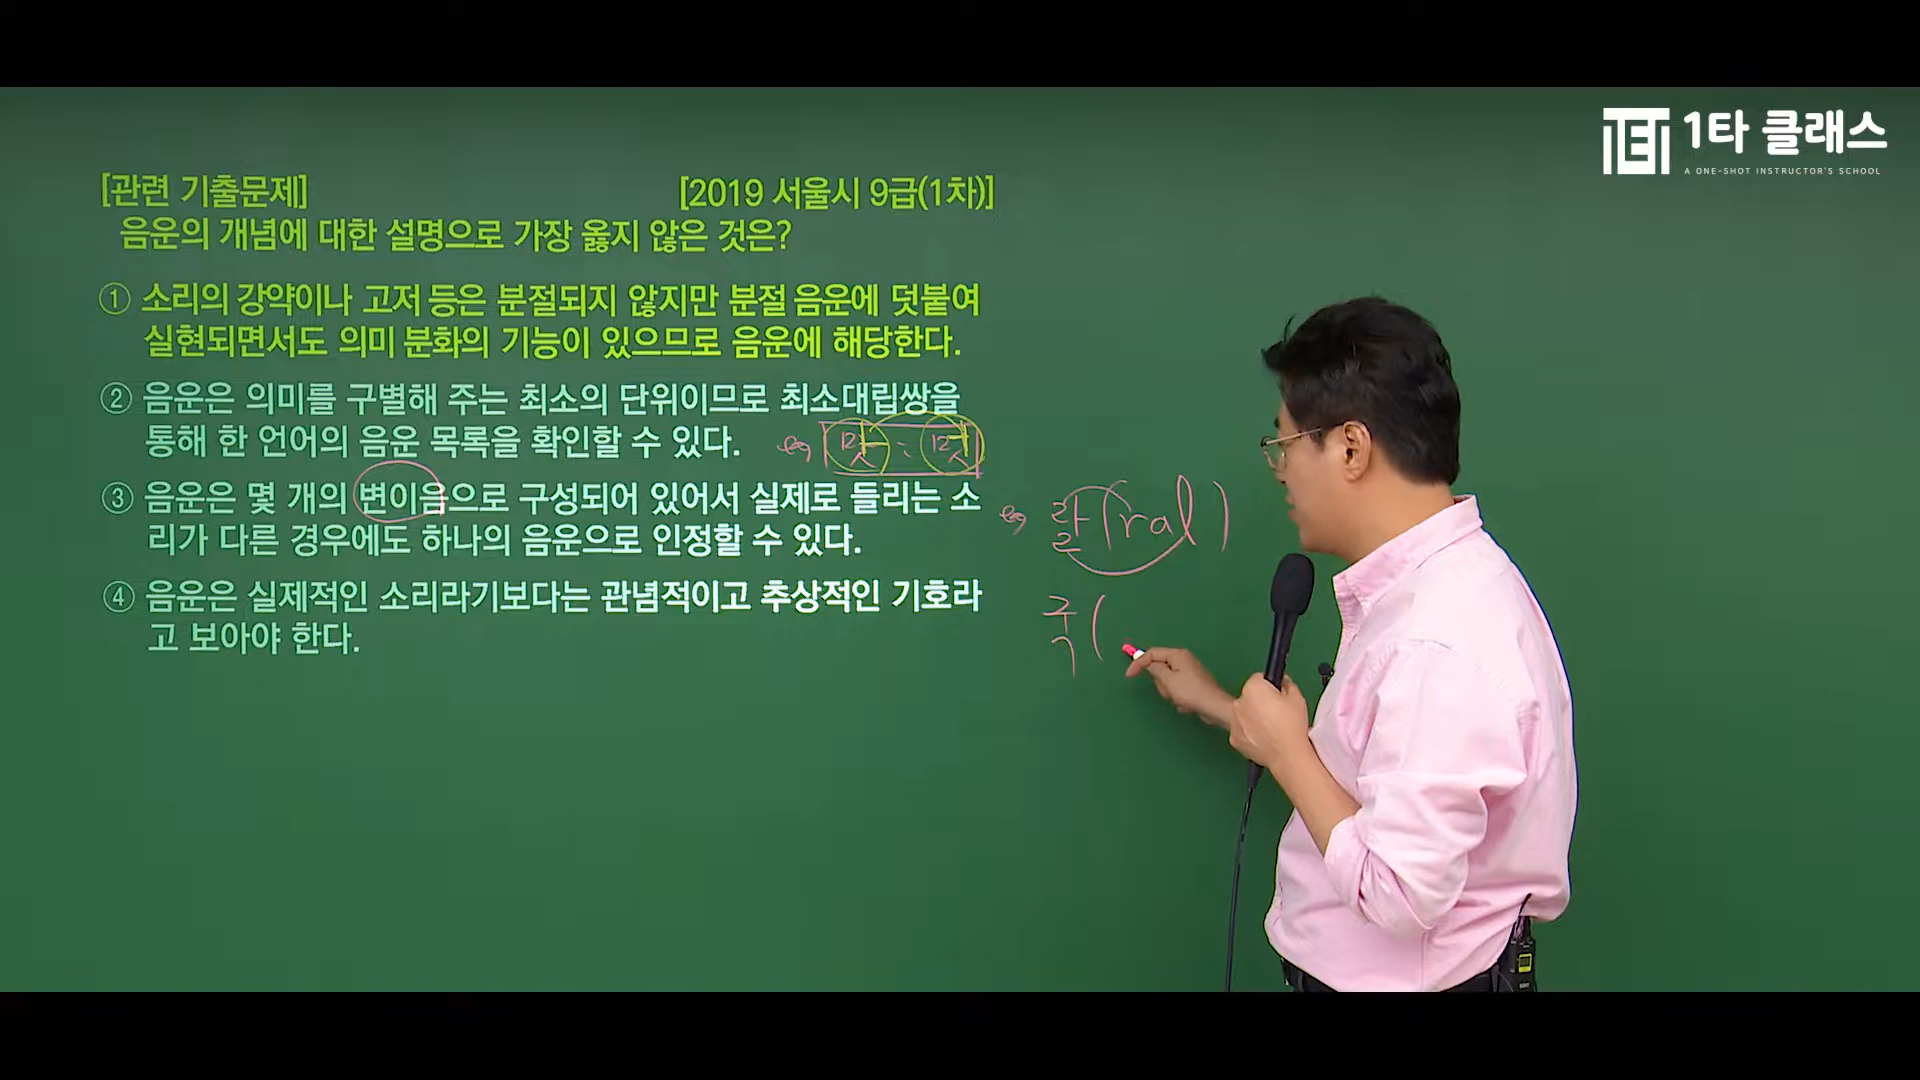 1타 클래스
A ONE-SHOT INSTRUCTOR'S SCHOOL
[관련 기출문제] [2019 서울시 9급(1차)]
음운의 개념에 대한 설명으로 가장 옳지 않은 것은?
① 소리의 강약이나 고저 등은 분절되지 않지만 분절 음운에 덧붙여
실현되면서도 의미 분화의 기능이 있으므로 음운에 해당한다.
② 음운은 의미를 구별해 주는 최소의 단위이므로 최소대립쌍을
통해 한 언어의 음운 목록을 확인할 수 있다.
③ 음운은 몇 개의 변이음으로 구성되어 있어서 실제로 들리는 소
리가 다른 경우에도 하나의 음운으로 인정할 수 있다.
④ 음운은 실제적인 소리라기보다는 관념적이고 추상적인 기호라
고 보아야 한다.
eg 랄(ral)
국(